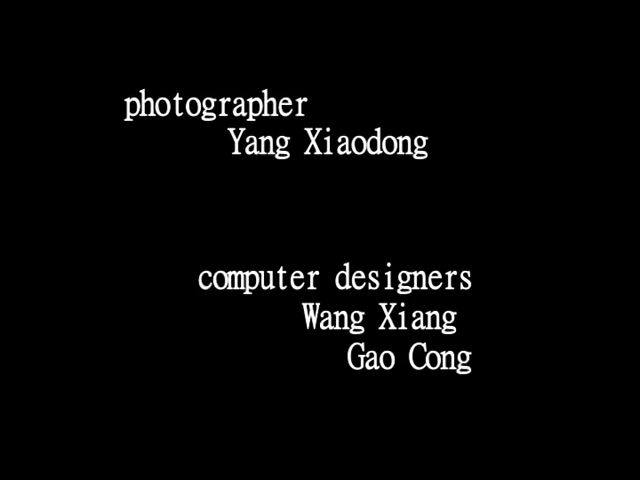 photographer
Yang Xiaodong
computer designers
Wang Xiang
Gao Cong